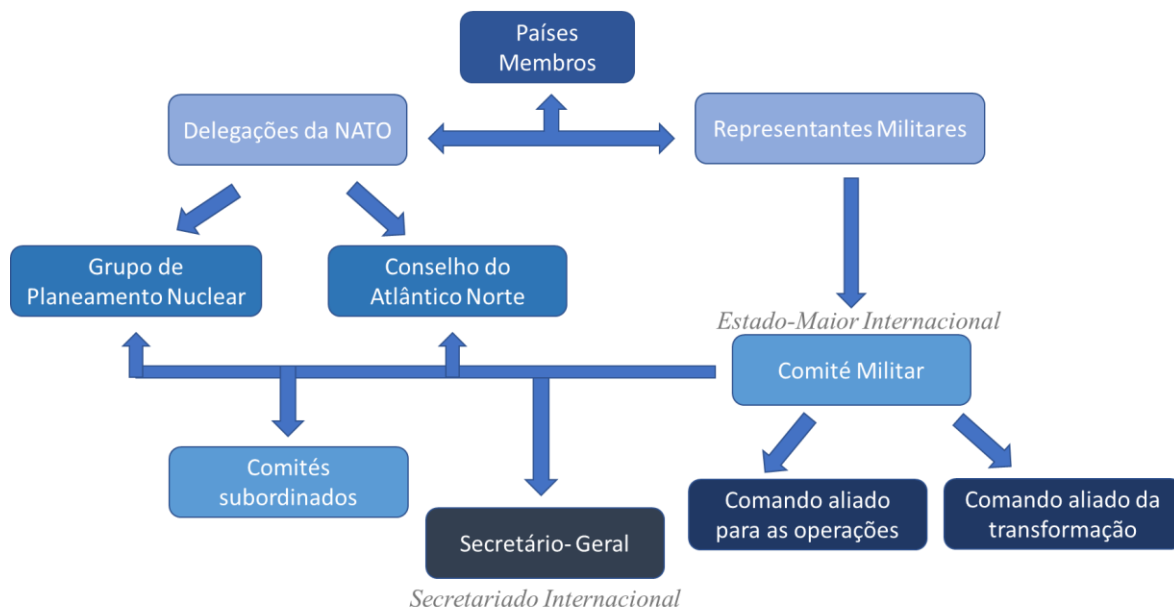 Países
Membros
Delegações da NATO
Representantes Militares
Grupo de
Planeamento Nuclear
Conselho do
Atlântico Norte
Estado-Maior Internacional
Comité Militar
Comités
subordinados
Secretário- Geral
Comando aliado
para as operações
Comando aliado da
transformação
Secretariado Internacional